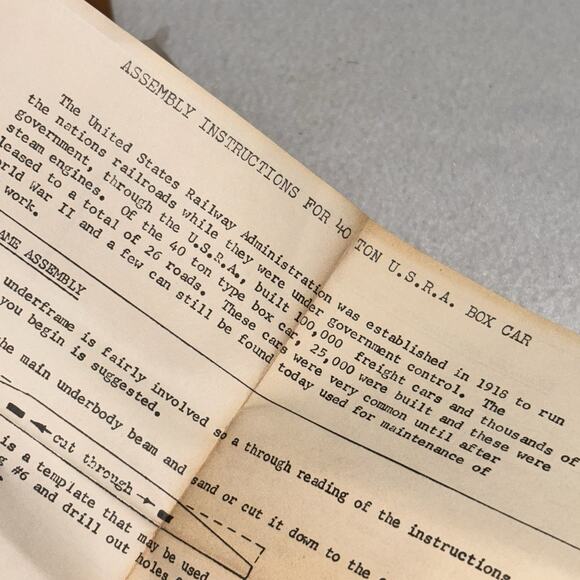 ASSEMBLY INSTRUCTIONS FOR 40 TON U.S.R.A. BOX CAR
The United States Railway Administration was established in 1918 to run
the nations railroads while they were under government control. The
government, through the U.S.R.A., built 100,000 freight cars and thousands of
steam engines. Of the 40 ton type box car, 25,000 were built and these were
leased to a total of 26 roads. These cars were very common until after
orld War II and a few can still be found today used for maintenance of
work.
AME ASSEMBLY
underframe is fairly involved so a through reading of the instructions
you begin is suggested.
the main underbody beam and sand or cut it down to the
cut through
is a template that may be used
#6 and drill out holes